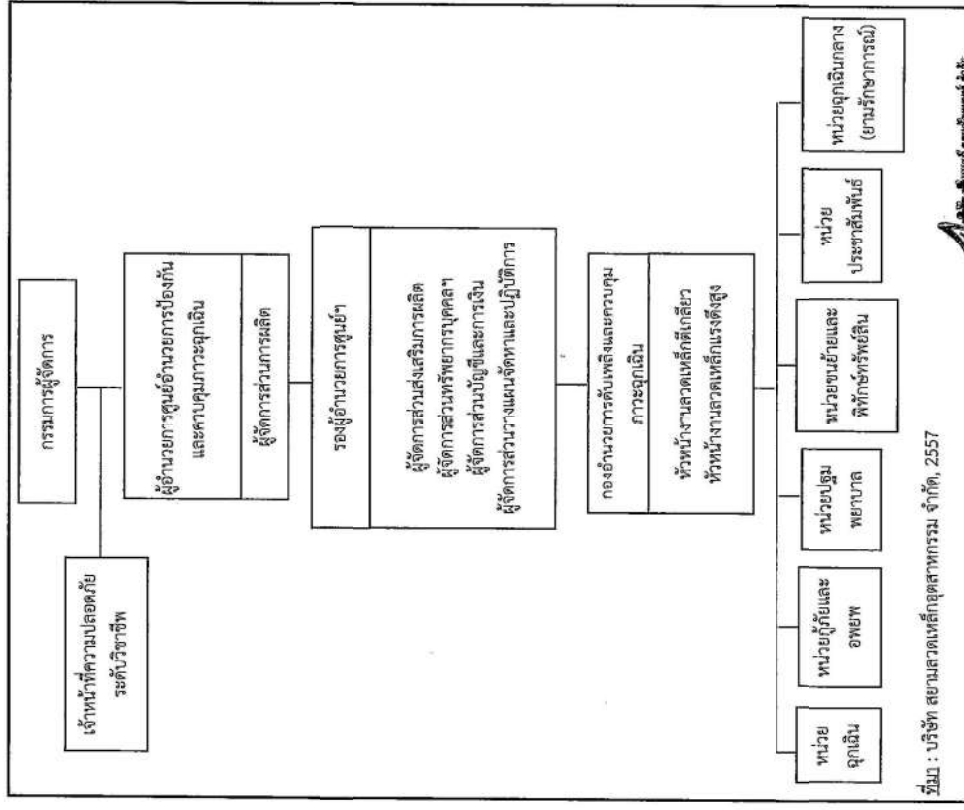 กรรมการผู้จัดการ
เจ้าหน้าที่ความปลอดภัย
ระดับวิชาชีพ
ผู้อำนวยการศูนย์อำนวยการป้องกัน
และควบคุมภาวะฉุกเฉิน
ผู้จัดการส่วนการผลิต
รองผู้อำนวยการศูนย์ฯ
ผู้จัดการส่วนส่งเสริมการผลิต
ผู้จัดการส่วนทรัพยากรบุคคลฯ
ผู้จัดการส่วนบัญชีและการเงิน
ผู้จัดการส่วนวางแผนจัดหาและปฏิบัติการ
กองอำนวยการดับเพลิงและควบคุม
ภาวะฉุกเฉิน
หัวหน้างานลวดเหล็กตีเกลียว
หัวหน้างานลวดเหล็กแรงดึงสูง
หน่วย
ฉุกเฉิน
หน่วยกู้ภัยและ
อพยพ
หน่วยปฐม
พยาบาล
หน่วยขนย้ายและ
พิทักษ์ทรัพย์สิน
หน่วย
ประชาสัมพันธ์
หน่วยฉุกเฉินกลาง
(ยามรักษาการณ์)
ที่มา : บริษัท สยามลวดเหล็กอุตสาหกรรม จำกัด, 2557